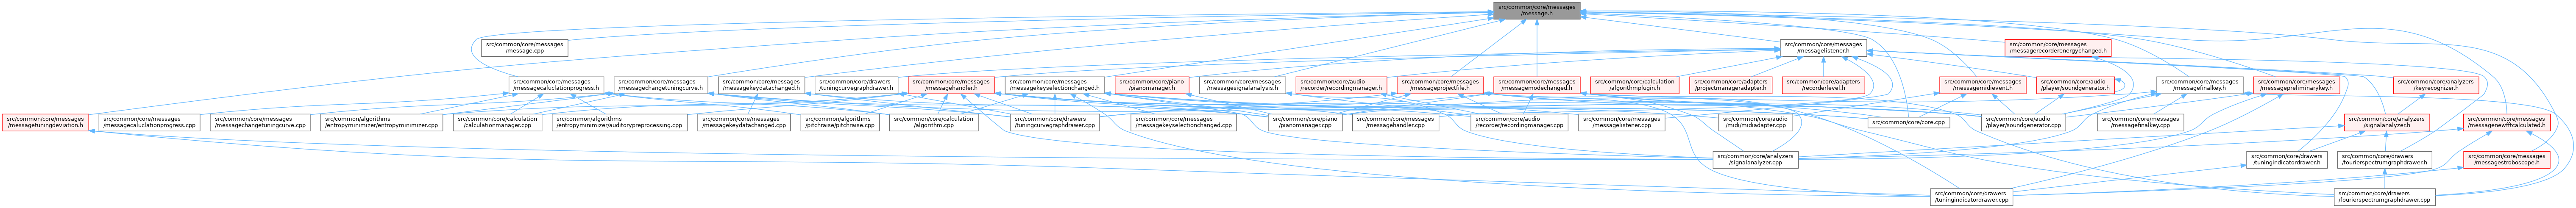 src/common/core/messages
/message.h
src/common/core/messages
/message.cpp
src/common/core/messages
/messagelistener.h
src/common/core/messages
/messagerecorderenergychanged.h
src/common/core/messages
/messagecaluclationprogress.h
src/common/core/messages
/messagechangetuningcurve.h
src/common/core/messages
/messagekeydatachanged.h
src/common/core/drawers
/tuningcurvegraphdrawer.h
src/common/core/messages
/messagehandler.h
src/common/core/messages
/messagekeyselectionchanged.h
src/common/core/piano
/pianomanager.h
src/common/core/messages
/messagesignalanalysis.h
src/common/core/audio
/recorder/recordingmanager.h
src/common/core/messages
/messageprojectfile.h
src/common/core/messages
/messagemodechanged.h
src/common/core/calculation
/algorithmplugin.h
src/common/core/adapters
/projectmanageradapter.h
src/common/core/adapters
/recorderlevel.h
src/common/core/messages
/messagemidievent.h
src/common/core/audio
/player/soundgenerator.h
src/common/core/messages
/messagefinalkey.h
src/common/core/messages
/messagepreliminarykey.h
src/common/core/analyzers
/keyrecognizer.h
src/common/core/messages
/messagetuningdeviation.h
src/common/core/messages
/messagecaluclationprogress.cpp
src/common/core/messages
/messagechangetuningcurve.cpp
src/common/algorithms
/entropyminimizer/entropyminimizer.cpp
src/common/core/calculation
/calculationmanager.cpp
src/common/algorithms
/entropyminimizer/auditorypreprocessing.cpp
src/common/core/messages
/messagekeydatachanged.cpp
src/common/algorithms
/pitchraise/pitchraise.cpp
src/common/core/calculation
/algorithm.cpp
src/common/core/drawers
/tuningcurvegraphdrawer.cpp
src/common/core/messages
/messagekeyselectionchanged.cpp
src/common/core/piano
/pianomanager.cpp
src/common/core/messages
/messagehandler.cpp
src/common/core/audio
/recorder/recordingmanager.cpp
src/common/core/messages
/messagelistener.cpp
src/common/core/audio
/midi/midiadapter.cpp
src/common/core/core.cpp
src/common/core/audio
/player/soundgenerator.cpp
src/common/core/messages
/messagefinalkey.cpp
src/common/core/analyzers
/signalanalyzer.h
src/common/core/messages
/messagenewfftcalculated.h
src/common/core/analyzers
/signalanalyzer.cpp
src/common/core/drawers
/tuningindicatordrawer.h
src/common/core/drawers
/fourierspectrumgraphdrawer.h
src/common/core/messages
/messagestroboscope.h
src/common/core/drawers
/tuningindicatordrawer.cpp
src/common/core/drawers
/fourierspectrumgraphdrawer.cpp